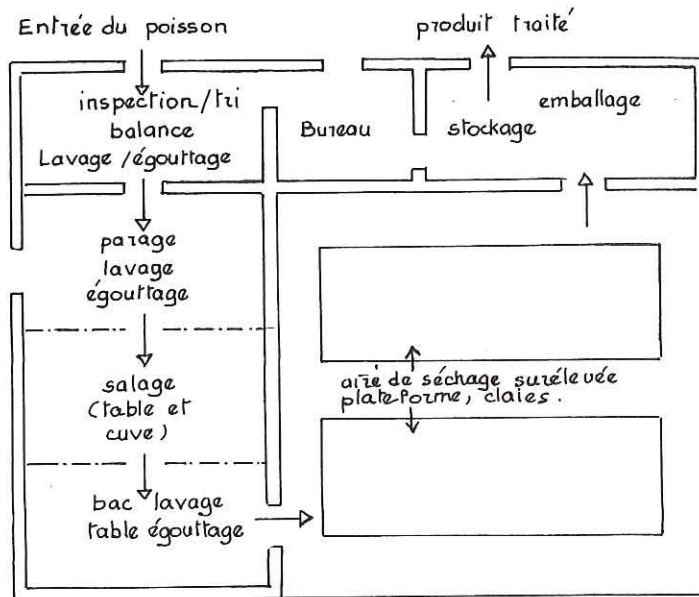 Entrée du poisson
produit traité
inspection/tri
balance
Lavage/égouttage
Bureau
stockage
emballage
parage
lavage
égouttage
salage
(table et
cuve)
airé de séchage surélevée
plateforme, claies.
bac lavage
table égouttage